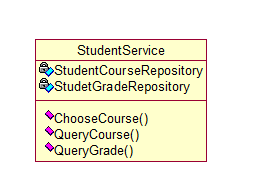 StudentService
StudentCourseRepository
StudetGradeRepository
ChooseCourse()
QueryCourse()
QueryGrade()